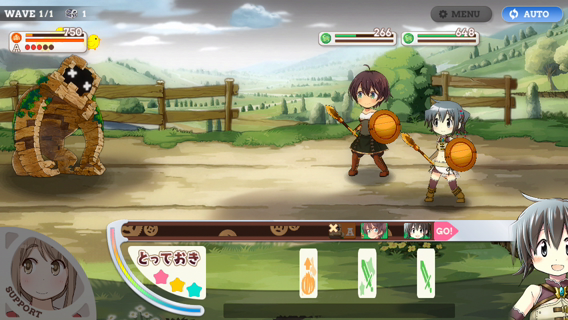 WAVE 1/1 1
MENU
AUTO
750
266
648
A
GO!
とっておき
SUPPORT